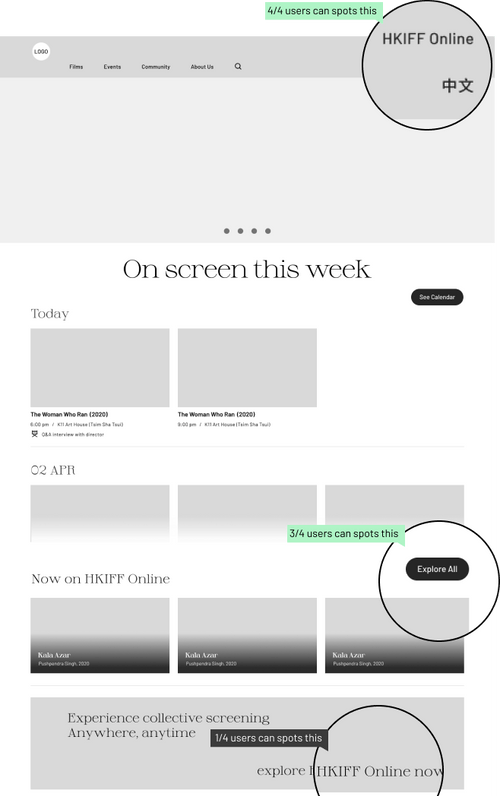 4/4 users can spots this
HKIFF Online
LOGO
Films Events Community About Us
中文
On screen this week
See Calendar
Today
The Woman Who Ran (2020) The Woman Who Ran (2020)
6:00 pm / K11 Art House (Tsim Sha Tsui) 9:00 pm / K11 Art House (Tsim Sha Tsui)
Q&A interview with director
02 APR
3/4 users can spots this
Explore All
Now on HKIFF Online
Kala Azar Kala Azar Kala Azar
Pushpendra Singh, 2020 Pushpendra Singh, 2020 Pushpendra Singh, 2020
Experience collective screening
Anywhere, anytime
1/4 users can spots this
explore HKIFF Online now